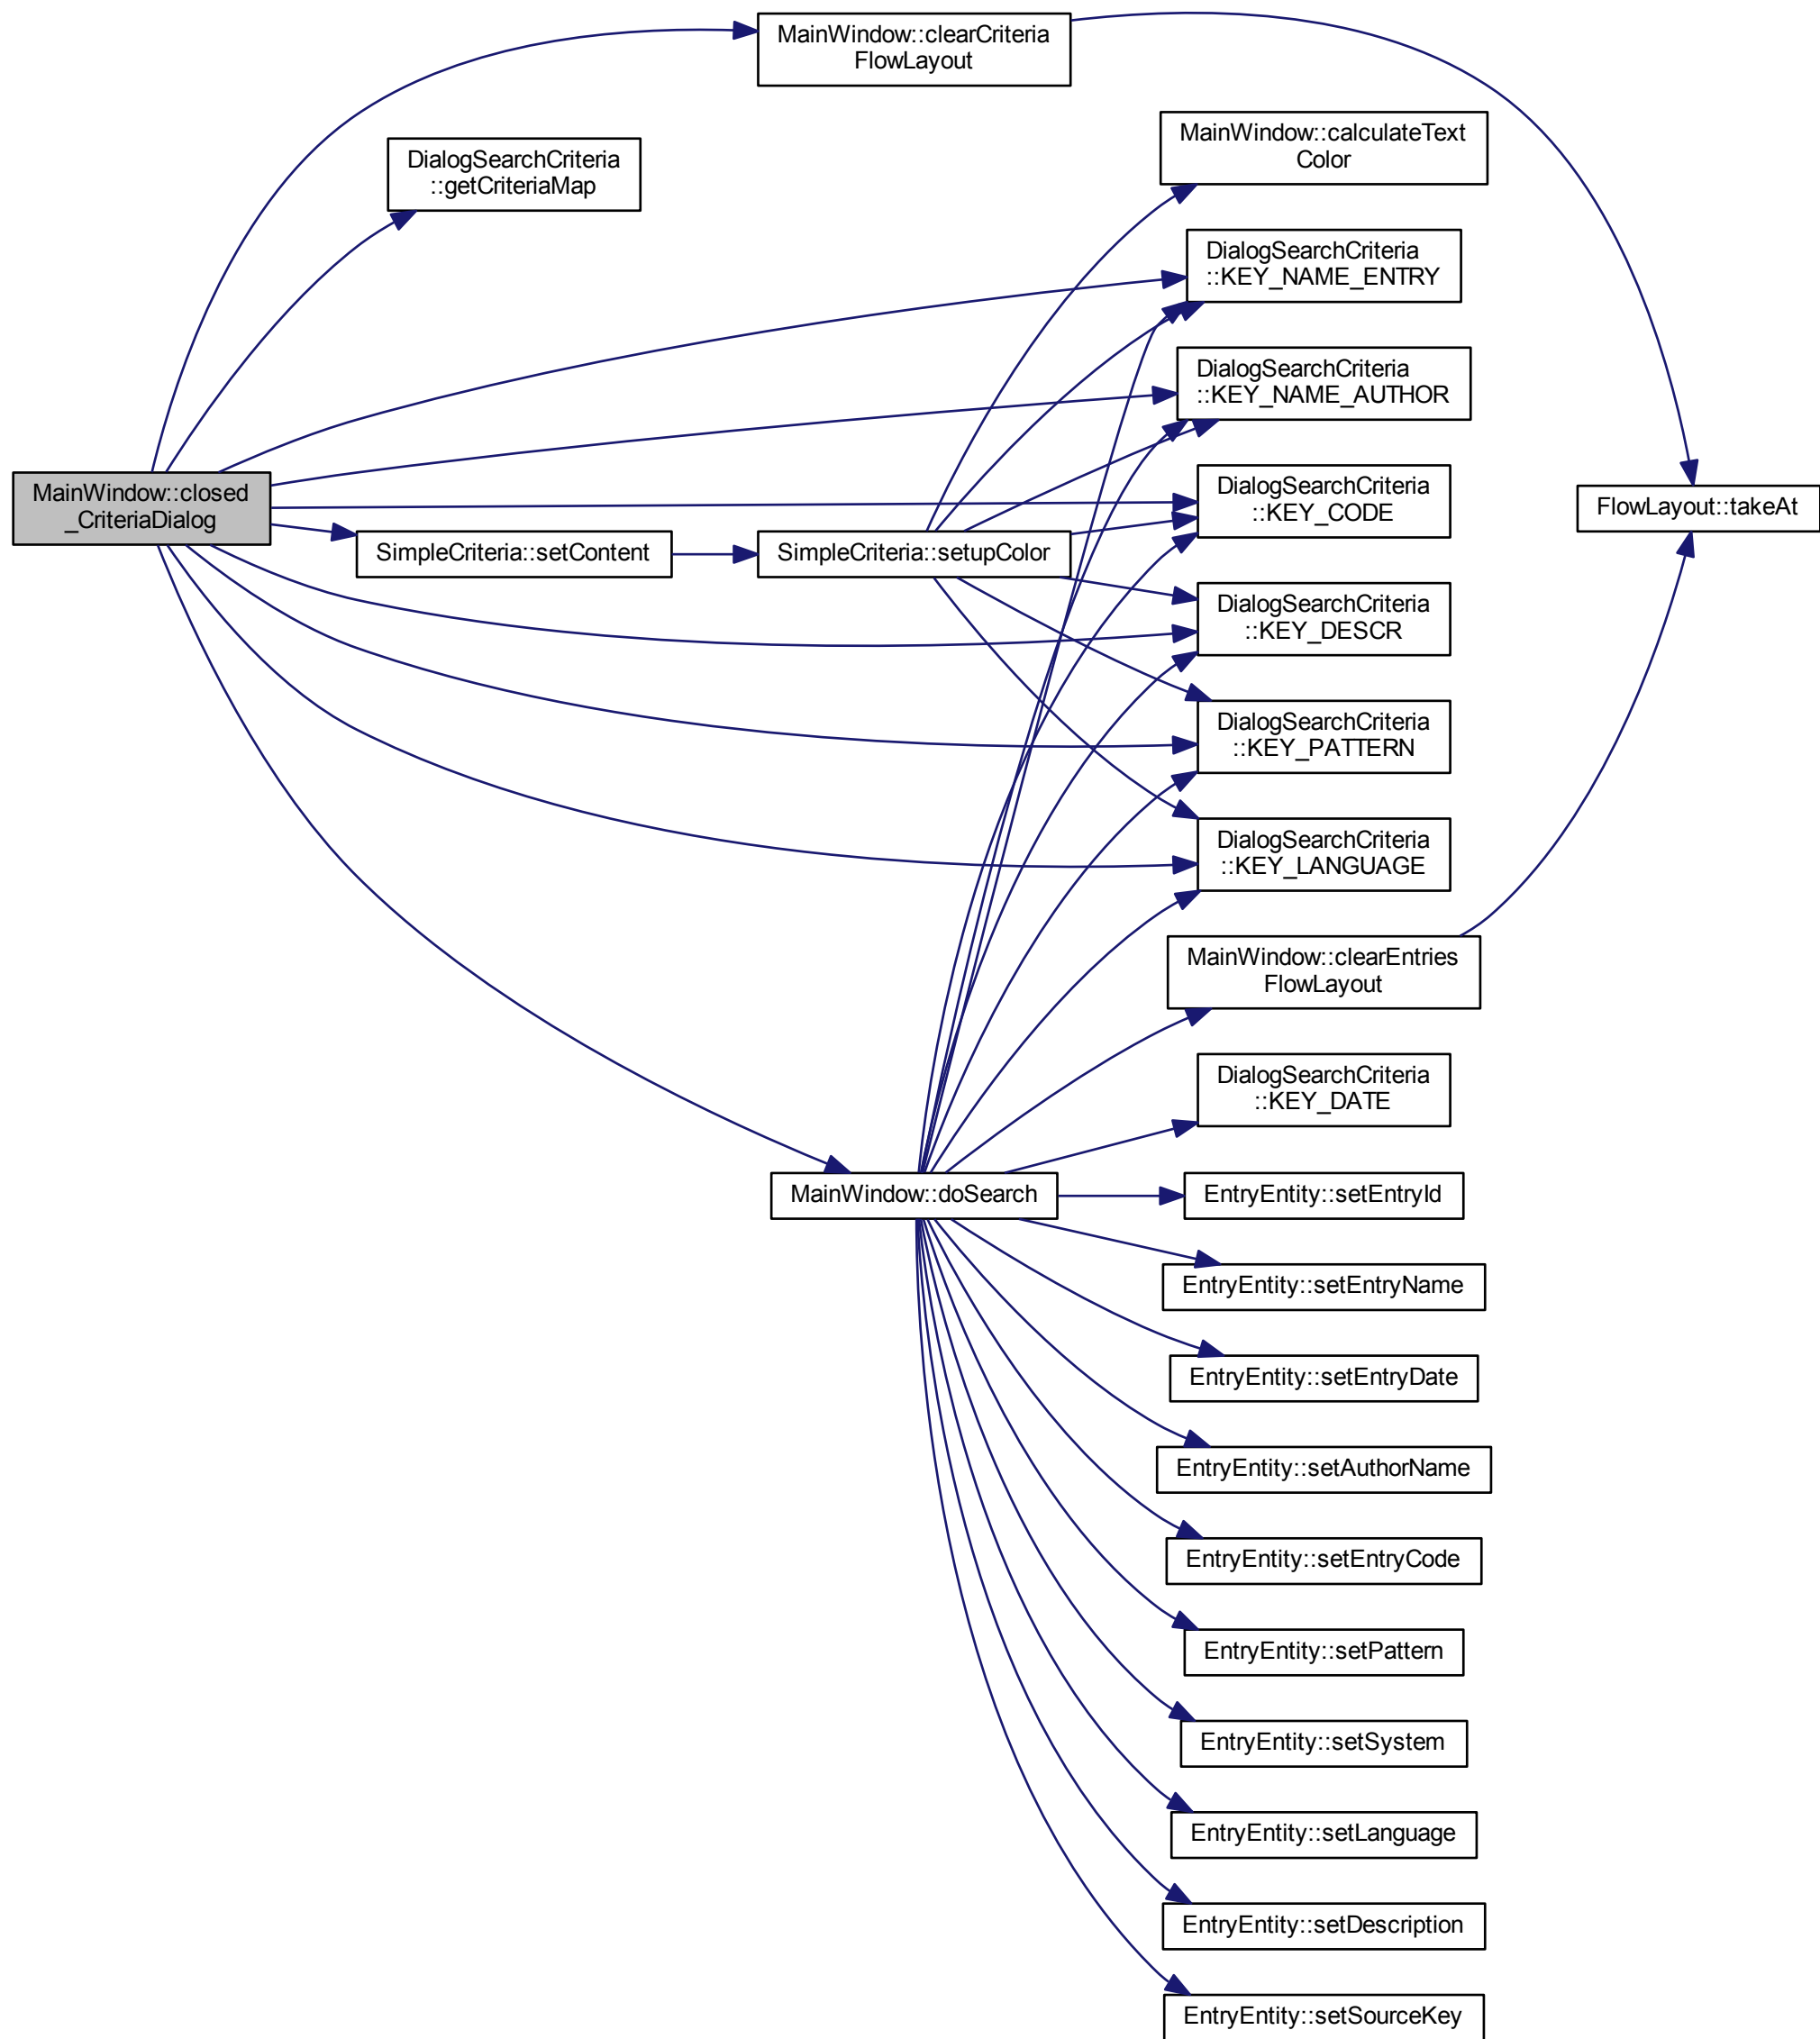 MainWindow::clearCriteria
FlowLayout
MainWindow::calculateText
Color
DialogSearchCriteria
::getCriteriaMap
DialogSearchCriteria
::KEY_NAME_ENTRY
DialogSearchCriteria
::KEY_NAME_AUTHOR
MainWindow::closed
_CriteriaDialog
DialogSearchCriteria
::KEY_CODE
FlowLayout::takeAt
SimpleCriteria::setContent
SimpleCriteria::setupColor
DialogSearchCriteria
::KEY_DESCR
DialogSearchCriteria
::KEY_PATTERN
DialogSearchCriteria
::KEY_LANGUAGE
MainWindow::clearEntries
FlowLayout
DialogSearchCriteria
::KEY_DATE
MainWindow::doSearch
EntryEntity::setEntryId
EntryEntity::setEntryName
EntryEntity::setEntryDate
EntryEntity::setAuthorName
EntryEntity::setEntryCode
EntryEntity::setPattern
EntryEntity::setSystem
EntryEntity::setLanguage
EntryEntity::setDescription
EntryEntity::setSourceKey